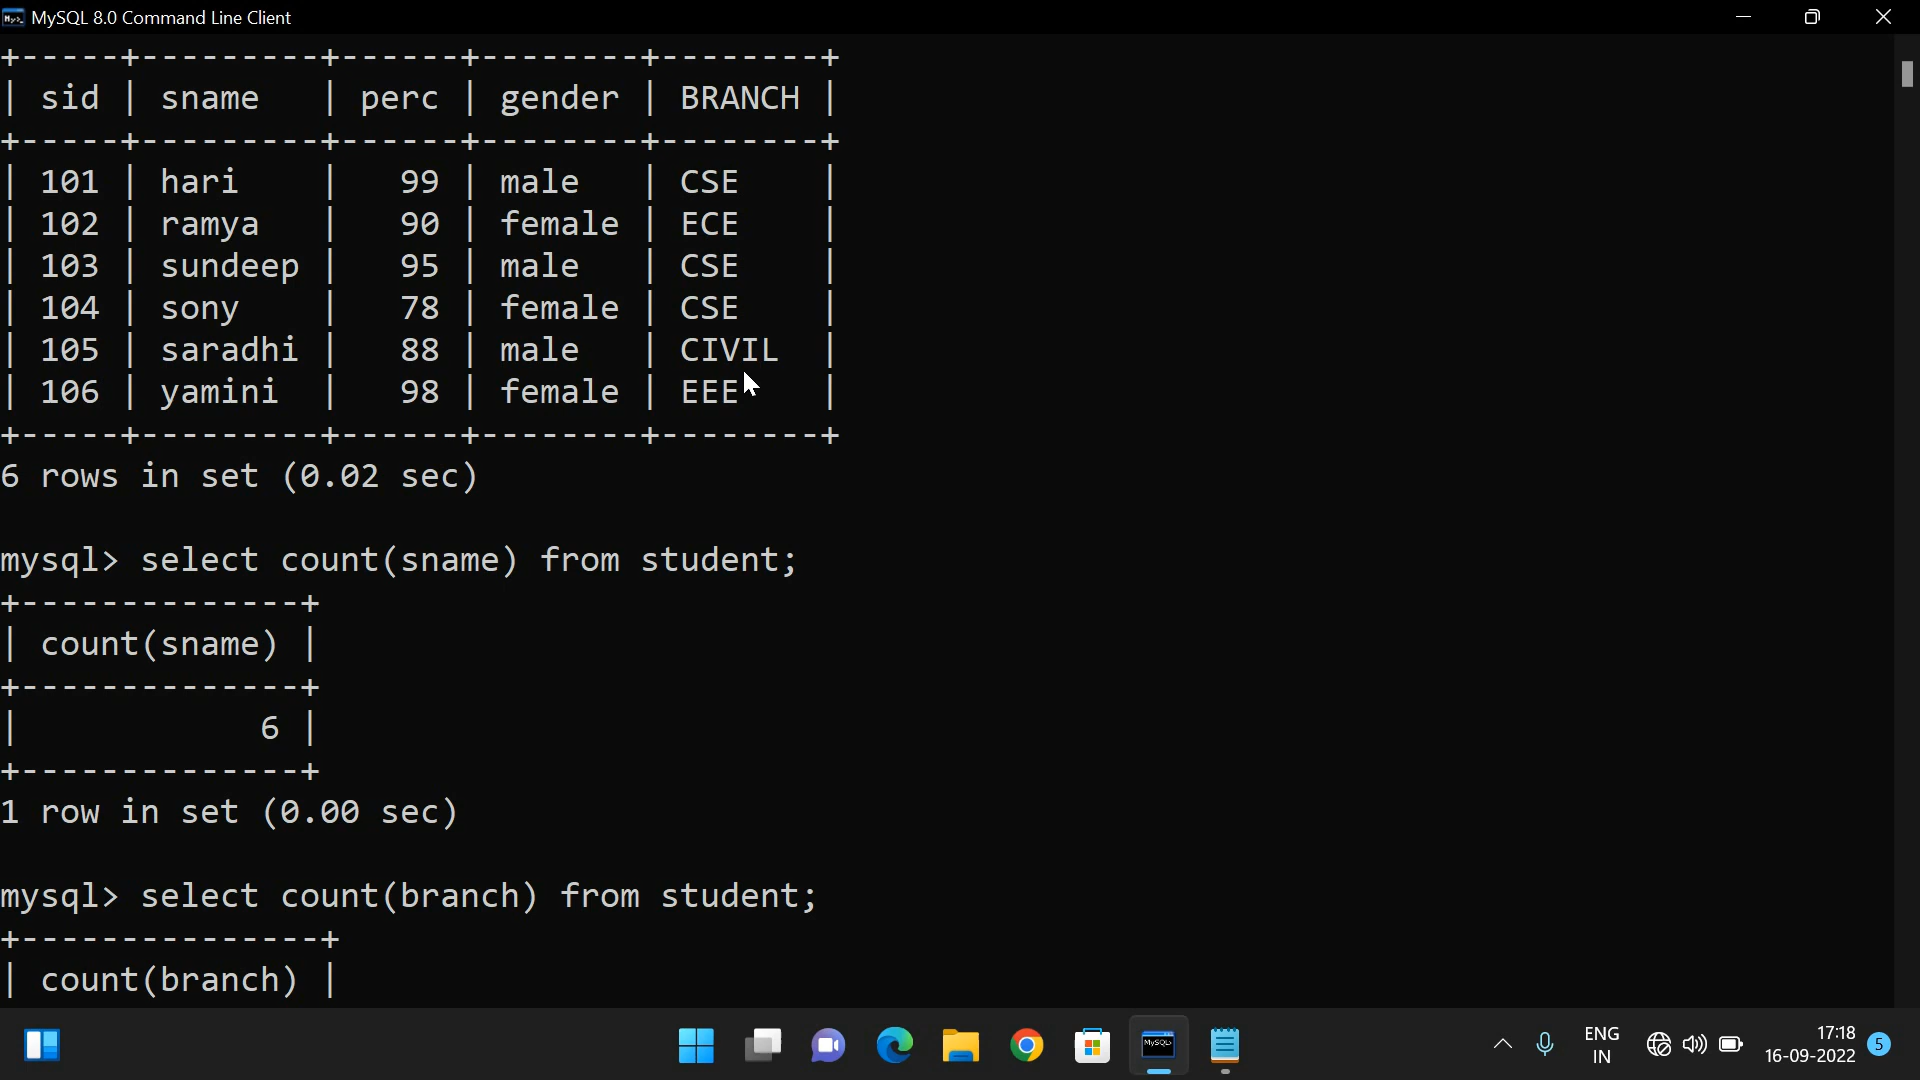 MySQL 8.0 Command Line Client
+-----+---------+------+--------+--------+
| sid | sname   | perc | gender | BRANCH |
+-----+---------+------+--------+--------+
| 101 | hari    |   99 | male   | CSE    |
| 102 | ramya   |   90 | female | ECE    |
| 103 | sundeep |   95 | male   | CSE    |
| 104 | sony    |   78 | female | CSE    |
| 105 | saradhi |   88 | male   | CIVIL  |
| 106 | yamini  |   98 | female | EEE    |
+-----+---------+------+--------+--------+
6 rows in set (0.02 sec)
mysql> select count(sname) from student;
+--------------+
| count(sname) |
+--------------+
|            6 |
+--------------+
1 row in set (0.00 sec)
mysql> select count(branch) from student;
+---------------+
| count(branch) |
MySQL
ENG
IN
17:18
16-09-2022
5